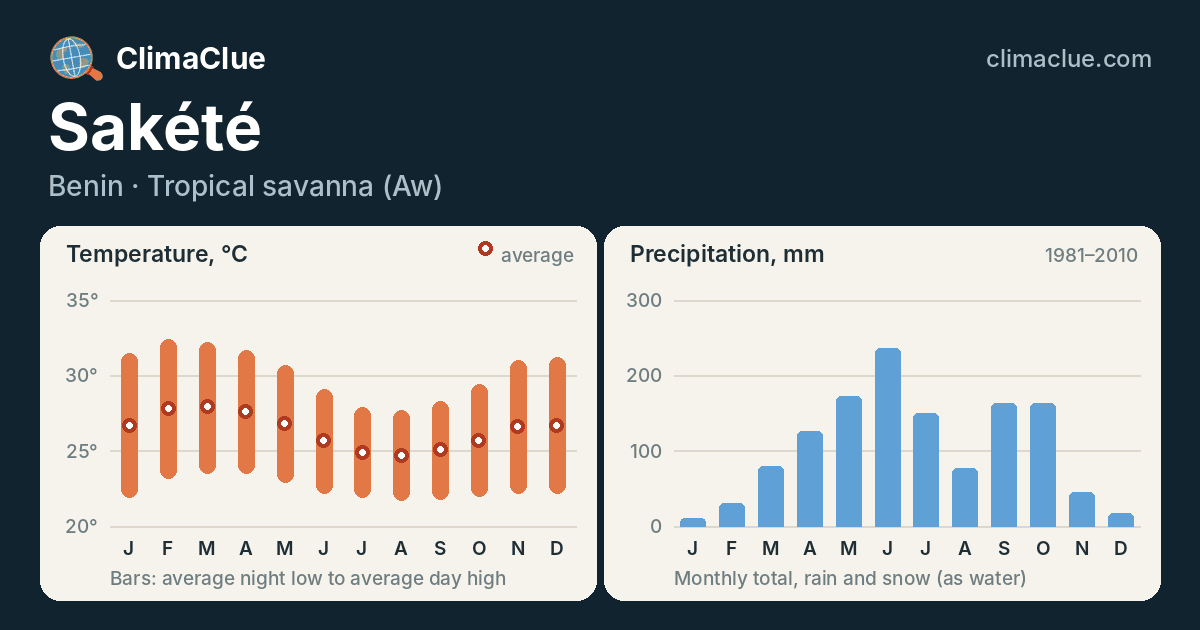 ClimaClue
climaclue.com
Sakété
Benin · Tropical savanna (Aw)
Temperature, °C
average
35°
30°
25°
20°
J F M A M J J A S O N D
Bars: average night low to average day high
Precipitation, mm
1981–2010
300
200
100
0
J F M A M J J A S O N D
Monthly total, rain and snow (as water)